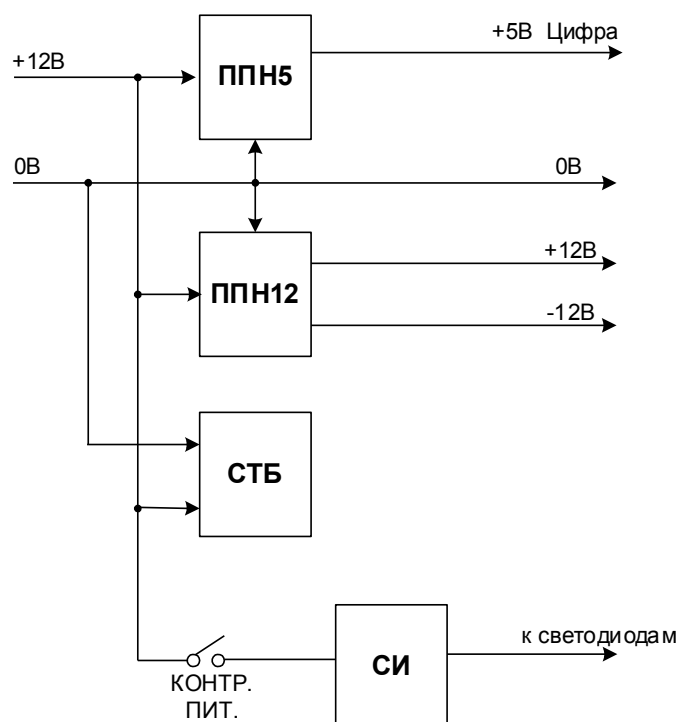 +5В Цифра
+12В
ППН5
0В
0В
+12В
ППН12
-12В
СТБ
к светодиодам
СИ
КОНТР.
ПИТ.